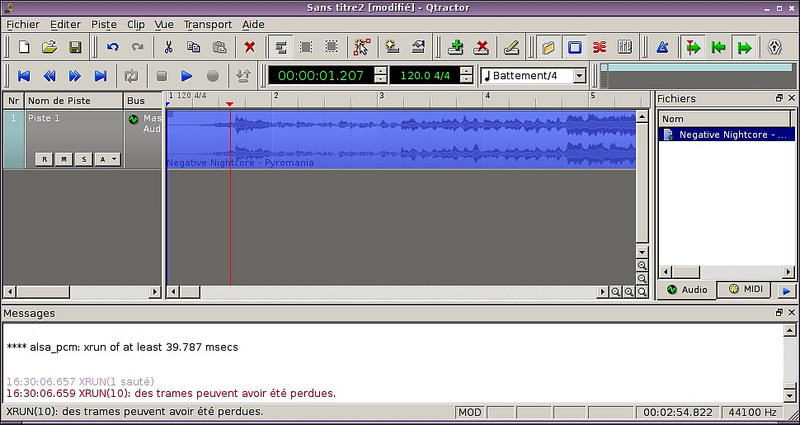 Sans titre2 [modifié] - Qtractor
Fichier Editer Piste Clip Vue Transport Aide
00:00:01.207 120.0 4/4 Battement/4
Nr Nom de Piste Bus
1 120 4/4 2 3 4 5
1 Piste 1 Mas
Aud
R M S A
Negative Nightcore - Pyromania
Fichiers
Nom
Negative Nightcore - ...
Audio MIDI
Messages
**** alsa_pcm: xrun of at least 39.787 msecs
16:30:06.657 XRUN(1 sauté)
16:30:06.659 XRUN(10): des trames peuvent avoir été perdues.
XRUN(10): des trames peuvent avoir été perdues. MOD 00:02:54.822 44100 Hz